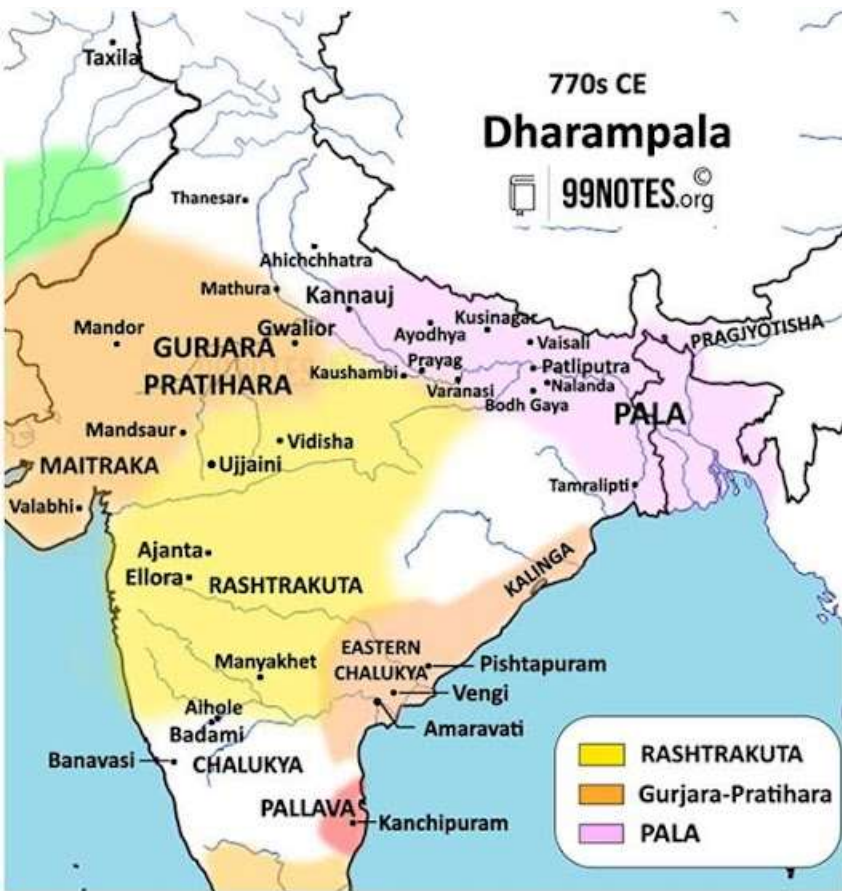 770s CE
Dharampala
99NOTES.org ©
Taxila
Thanesar
Ahichchhatra
Mathura
Kannauj
Kusinagar
Mandor
Gwalior
Ayodhya
Vaisali
PRAGJYOTISHA
GURJARA
PRATIHARA
Kaushambi
Prayag
Patliputra
Varanasi
Nalanda
Bodh Gaya
PALA
Mandsaur
Vidisha
MAITRAKA
Ujjaini
Tamralipti
Valabhi
Ajanta
Ellora
RASHTRAKUTA
KALINGA
EASTERN
CHALUKYA
Manyakhet
Pishtapuram
Vengi
Aihole
Amaravati
Badami
Banavasi
CHALUKYA
PALLAVA
Kanchipuram
RASHTRAKUTA
Gurjara-Pratihara
PALA